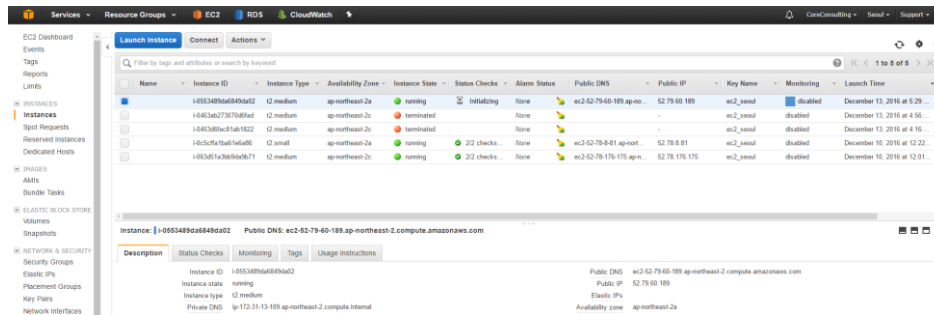 Services Resource Groups EC2 RDS CloudWatch CoreConsulting Seoul Support
EC2 Dashboard
Events
Tags
Reports
Limits
INSTANCES
Instances
Spot Requests
Reserved Instances
Dedicated Hosts
IMAGES
AMIs
Bundle Tasks
ELASTIC BLOCK STORE
Volumes
Snapshots
NETWORK & SECURITY
Security Groups
Elastic IPs
Placement Groups
Key Pairs
Network Interfaces
Launch Instance Connect Actions
Filter by tags and attributes or search by keyword 1 to 5 of 5
Name Instance ID Instance Type Availability Zone Instance State Status Checks Alarm Status Public DNS Public IP Key Name Monitoring Launch Time
i-0553489da6849da02 t2.medium ap-northeast-2a running Initializing None ec2-52-79-60-189.ap-no... 52.79.60.189 ec2_seoul disabled December 13, 2016 at 5:29:...
i-0463ab273070d6fad t2.medium ap-northeast-2c terminated None - ec2_seoul disabled December 13, 2016 at 4:56:...
i-0453d6fac81ab1822 t2.medium ap-northeast-2c terminated None - ec2_seoul disabled December 13, 2016 at 4:16:...
i-0c5cffa1ba61e6a86 t2.small ap-northeast-2a running 2/2 checks... None ec2-52-78-8-81.ap-nort... 52.78.8.81 ec2_seoul disabled December 10, 2016 at 12:22...
i-063d51a3bb9da9b71 t2.medium ap-northeast-2c running 2/2 checks... None ec2-52-78-176-175.ap-n... 52.78.176.175 ec2_seoul disabled December 10, 2016 at 12:01...
Instance: i-0553489da6849da02 Public DNS: ec2-52-79-60-189.ap-northeast-2.compute.amazonaws.com
Description Status Checks Monitoring Tags Usage Instructions
Instance ID i-0553489da6849da02 Public DNS ec2-52-79-60-189.ap-northeast-2.compute.amazonaws.com
Instance state running Public IP 52.79.60.189
Instance type t2.medium Elastic IPs
Private DNS ip-172-31-13-109.ap-northeast-2.compute.internal Availability zone ap-northeast-2a